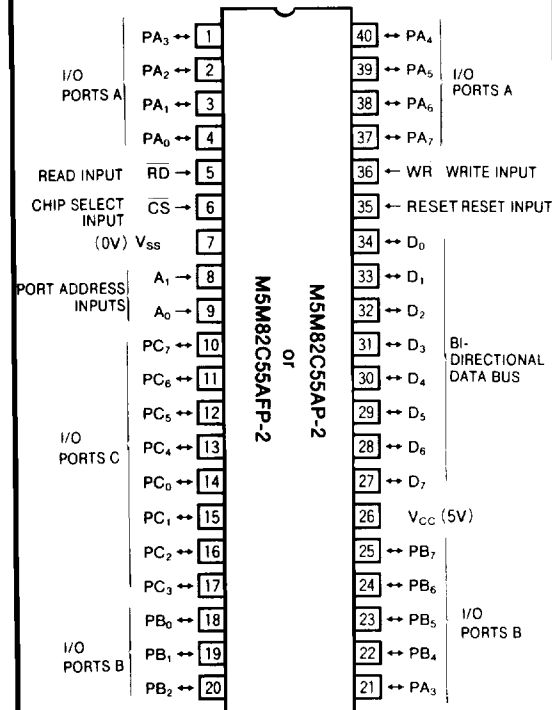 PA₃ ↔ 1
PA₂ ↔ 2
PA₁ ↔ 3
PA₀ ↔ 4
I/O
PORTS A
READ INPUT R̅D̅ → 5
CHIP SELECT
INPUT
C̅S̅ → 6
(0V) Vss 7
PORT ADDRESS
INPUTS
A₁ → 8
A₀ → 9
PC₇ ↔ 10
PC₆ ↔ 11
PC₅ ↔ 12
PC₄ ↔ 13
PC₀ ↔ 14
PC₁ ↔ 15
PC₂ ↔ 16
PC₃ ↔ 17
I/O
PORTS C
PB₀ ↔ 18
PB₁ ↔ 19
PB₂ ↔ 20
I/O
PORTS B
M5M82C55AP-2
or
M5M82C55AFP-2
40 ↔ PA₄
39 ↔ PA₅
38 ↔ PA₆
37 ↔ PA₇
I/O
PORTS A
36 ← WR WRITE INPUT
35 ← RESET RESET INPUT
34 ↔ D₀
33 ↔ D₁
32 ↔ D₂
31 ↔ D₃
30 ↔ D₄
29 ↔ D₅
28 ↔ D₆
27 ↔ D₇
BI-
DIRECTIONAL
DATA BUS
26 Vcc (5V)
25 ↔ PB₇
24 ↔ PB₆
23 ↔ PB₅
22 ↔ PB₄
21 ↔ PA₃
I/O
PORTS B